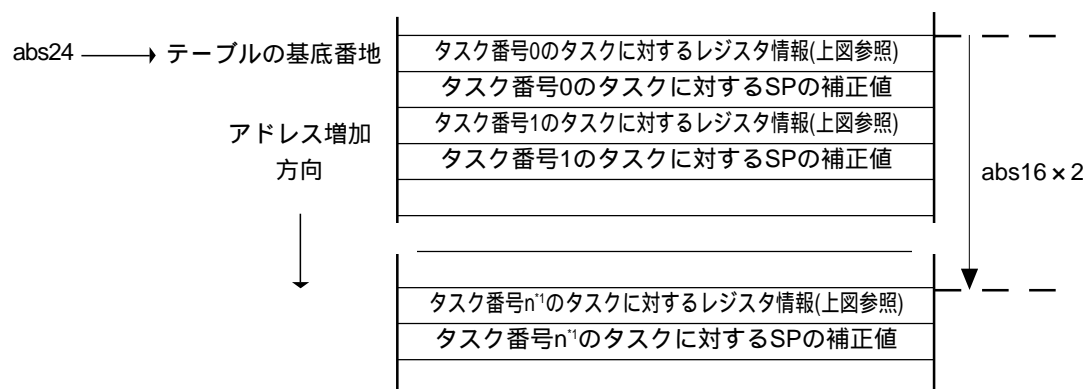 abs24
テーブルの基底番地
タスク番号0のタスクに対するレジスタ情報(上図参照)
タスク番号0のタスクに対するSPの補正値
タスク番号1のタスクに対するレジスタ情報(上図参照)
タスク番号1のタスクに対するSPの補正値
アドレス増加
方向
abs16×2
タスク番号n*1のタスクに対するレジスタ情報(上図参照)
タスク番号n*1のタスクに対するSPの補正値